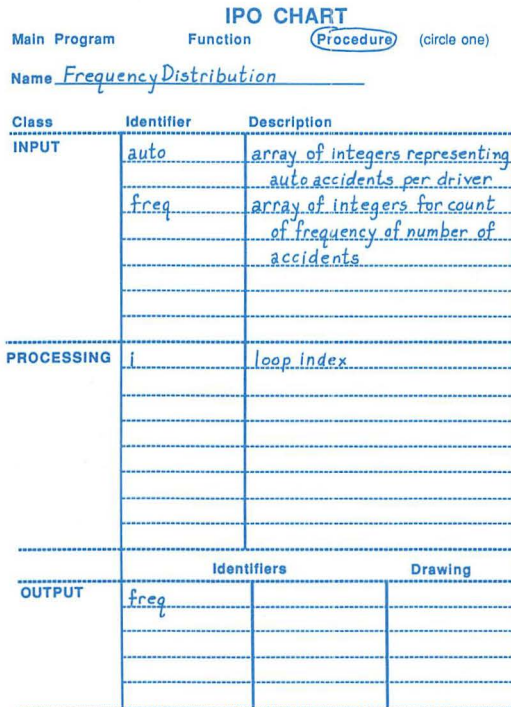 IPO CHART
Main Program Function Procedure (circle one)
Name FrequencyDistribution
Class Identifier Description
INPUT auto array of integers representing
auto accidents per driver
freq array of integers for count
of frequency of number of
accidents
PROCESSING i loop index
Identifiers Drawing
OUTPUT freq